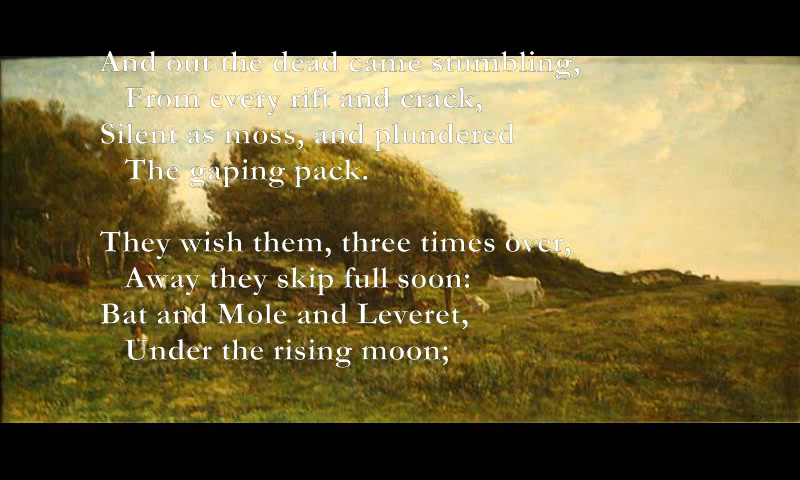 And out the dead came stumbling,
From every rift and crack,
Silent as moss, and plundered
The gaping pack.
They wish them, three times over,
Away they skip full soon:
Bat and Mole and Leveret,
Under the rising moon;